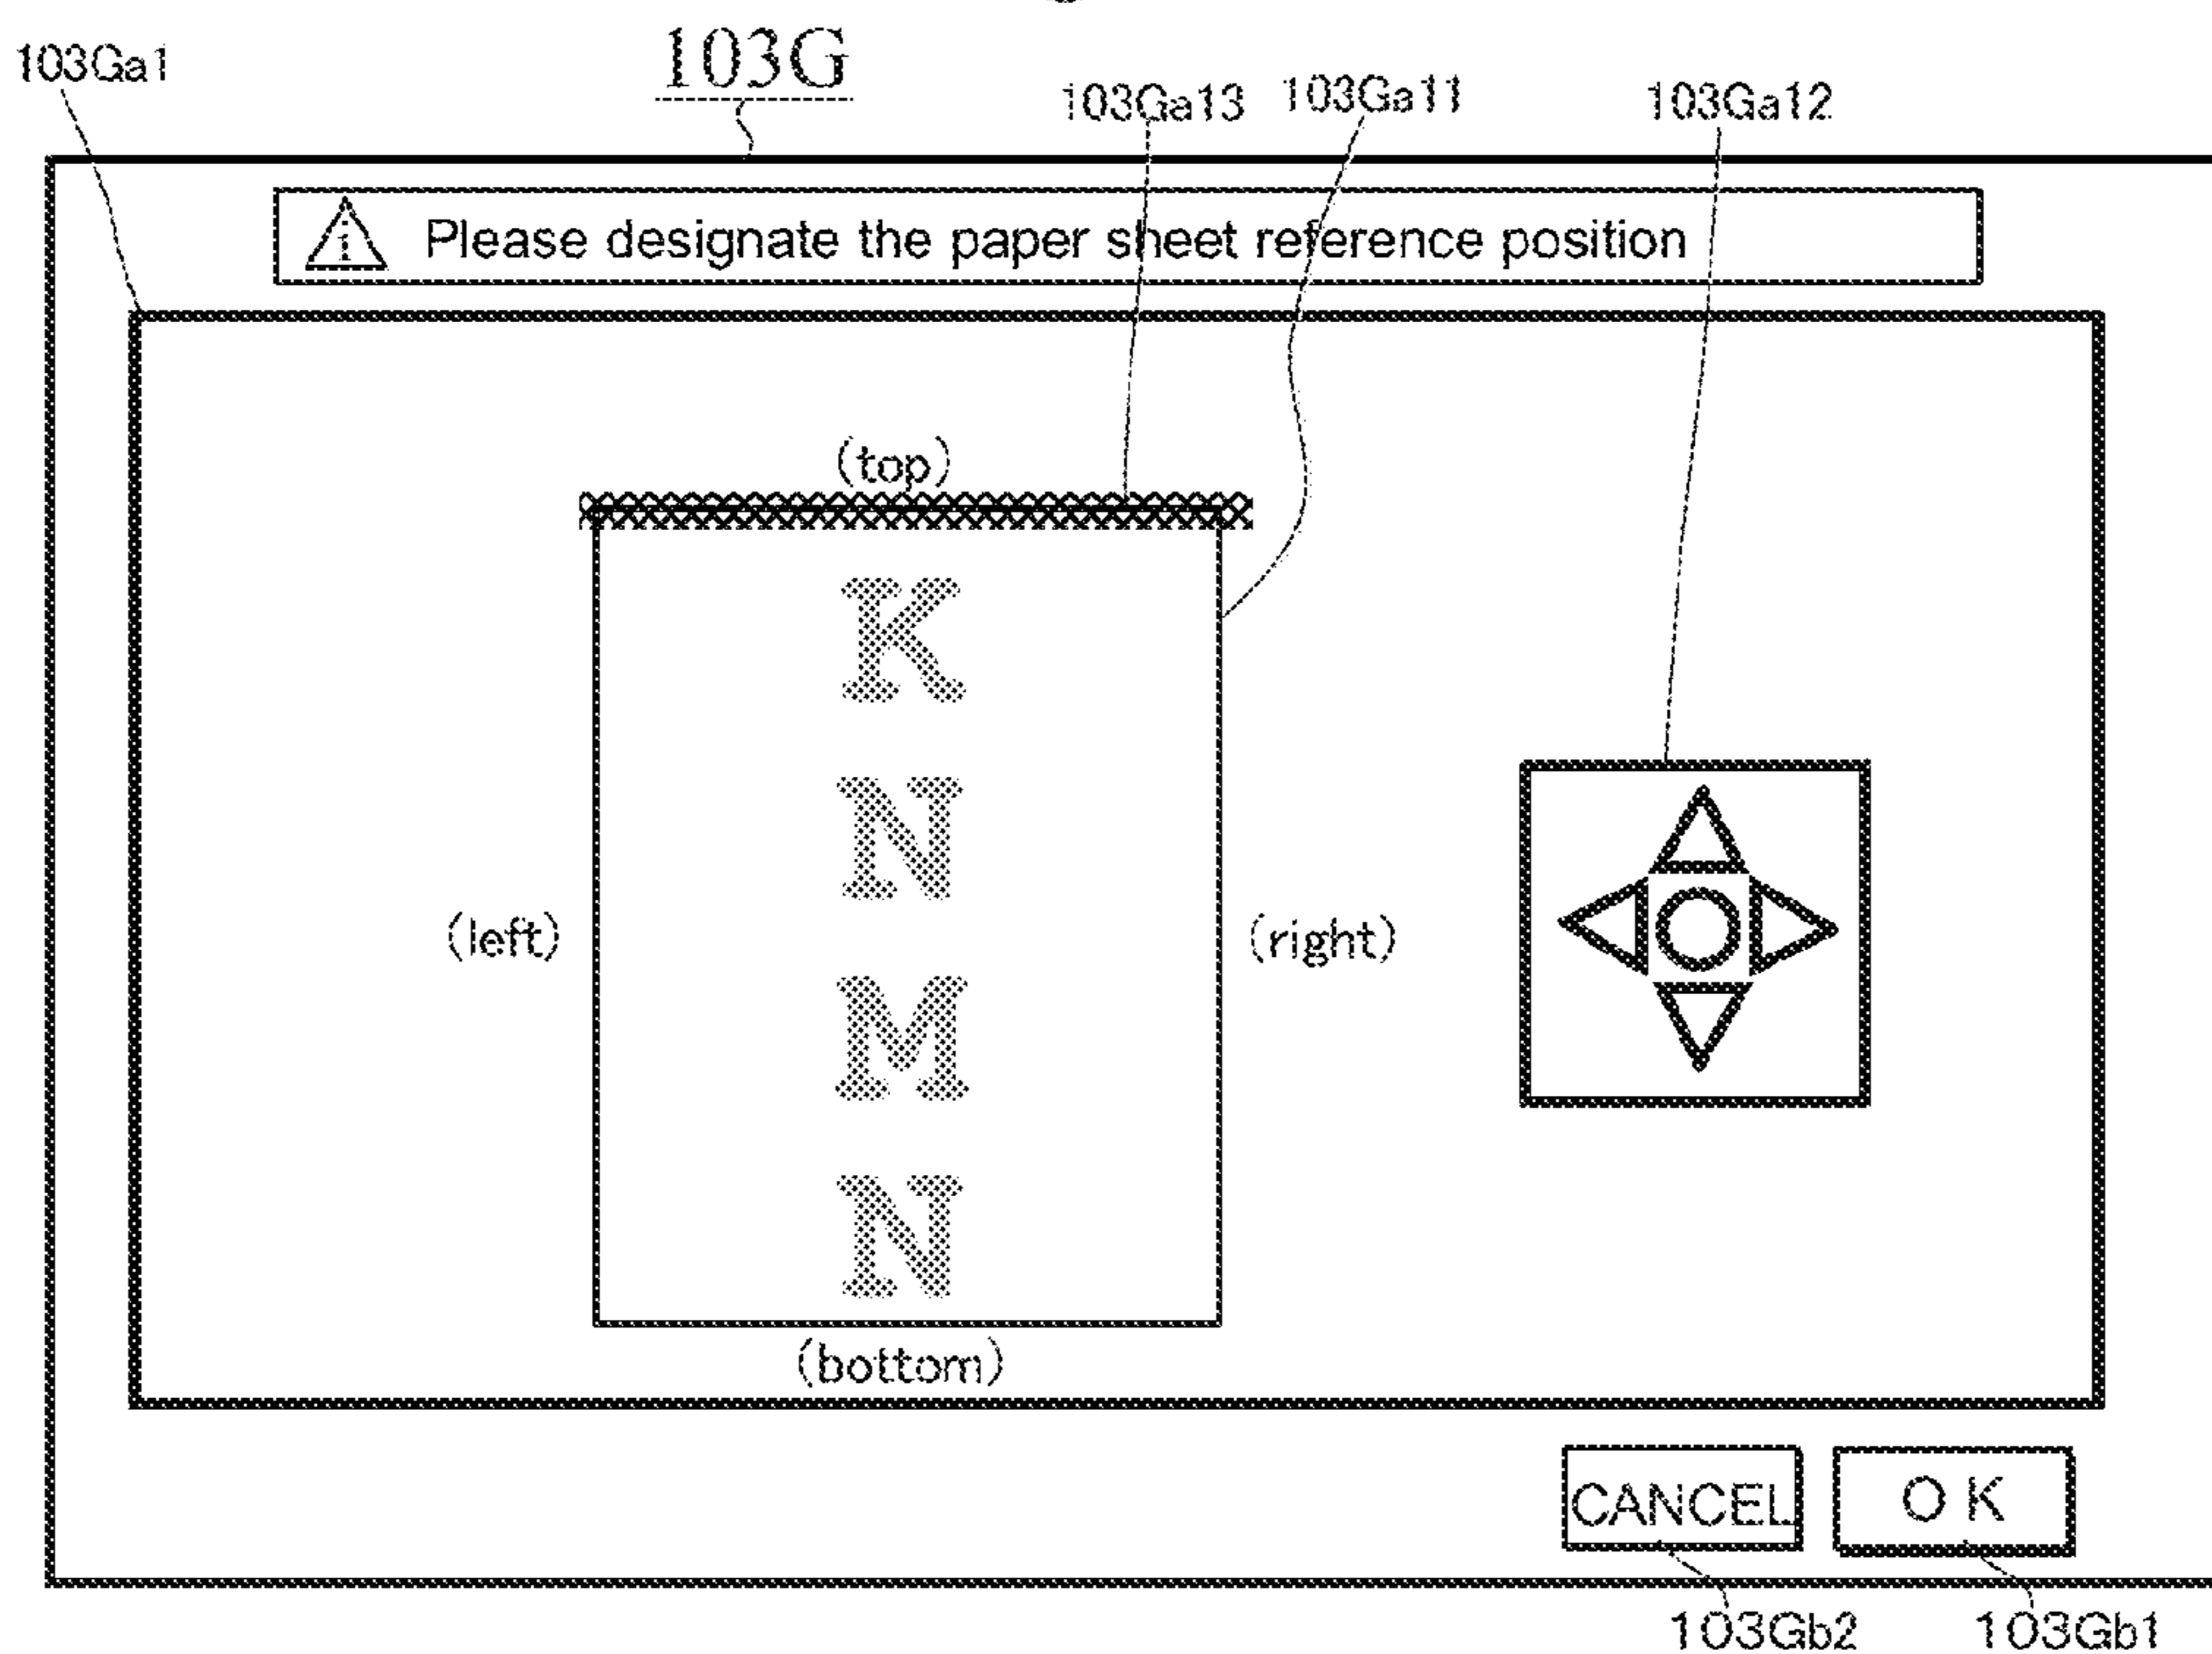 103G
103Ga1
103Ga13
103Ga11
103Ga12
Please designate the paper sheet reference position
(top)
K
N
(left)
(right)
M
N
(bottom)
CANCEL
OK
103Gb2
103Gb1